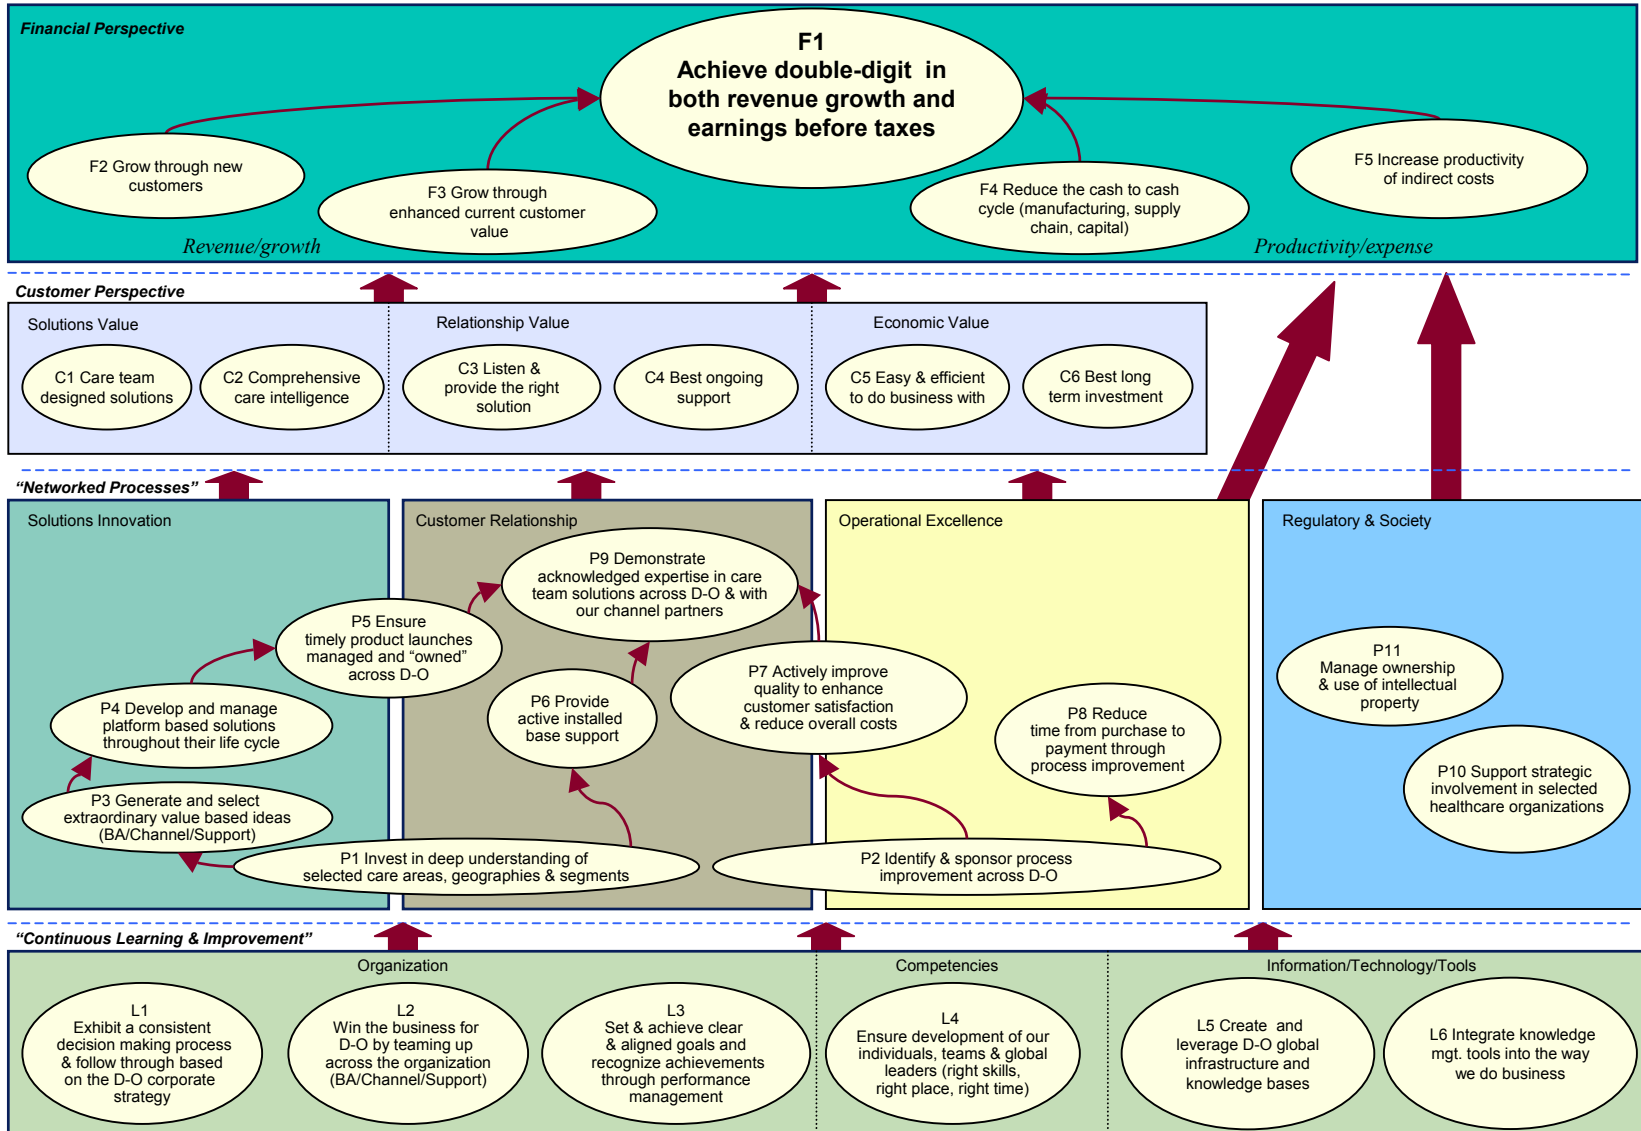 Financial Perspective
F1
Achieve double-digit in
both revenue growth and
earnings before taxes
F2 Grow through new
customers
F3 Grow through
enhanced current customer
value
F4 Reduce the cash to cash
cycle (manufacturing, supply
chain, capital)
F5 Increase productivity
of indirect costs
Revenue/growth
Productivity/expense
Customer Perspective
Solutions Value
Relationship Value
Economic Value
C1 Care team
designed solutions
C2 Comprehensive
care intelligence
C3 Listen &
provide the right
solution
C4 Best ongoing
support
C5 Easy & efficient
to do business with
C6 Best long
term investment
“Networked Processes”
Solutions Innovation
Customer Relationship
Operational Excellence
Regulatory & Society
P9 Demonstrate
acknowledged expertise in care
team solutions across D-O & with
our channel partners
P5 Ensure
timely product launches
managed and “owned”
across D-O
P4 Develop and manage
platform based solutions
throughout their life cycle
P6 Provide
active installed
base support
P7 Actively improve
quality to enhance
customer satisfaction
& reduce overall costs
P8 Reduce
time from purchase to
payment through
process improvement
P11
Manage ownership
& use of intellectual
property
P10 Support strategic
involvement in selected
healthcare organizations
P3 Generate and select
extraordinary value based ideas
(BA/Channel/Support)
P1 Invest in deep understanding of
selected care areas, geographies & segments
P2 Identify & sponsor process
improvement across D-O
“Continuous Learning & Improvement”
Organization
Competencies
Information/Technology/Tools
L1
Exhibit a consistent
decision making process
& follow through based
on the D-O corporate
strategy
L2
Win the business for
D-O by teaming up
across the organization
(BA/Channel/Support)
L3
Set & achieve clear
& aligned goals and
recognize achievements
through performance
management
L4
Ensure development of our
individuals, teams & global
leaders (right skills,
right place, right time)
L5 Create and
leverage D-O global
infrastructure and
knowledge bases
L6 Integrate knowledge
mgt. tools into the way
we do business